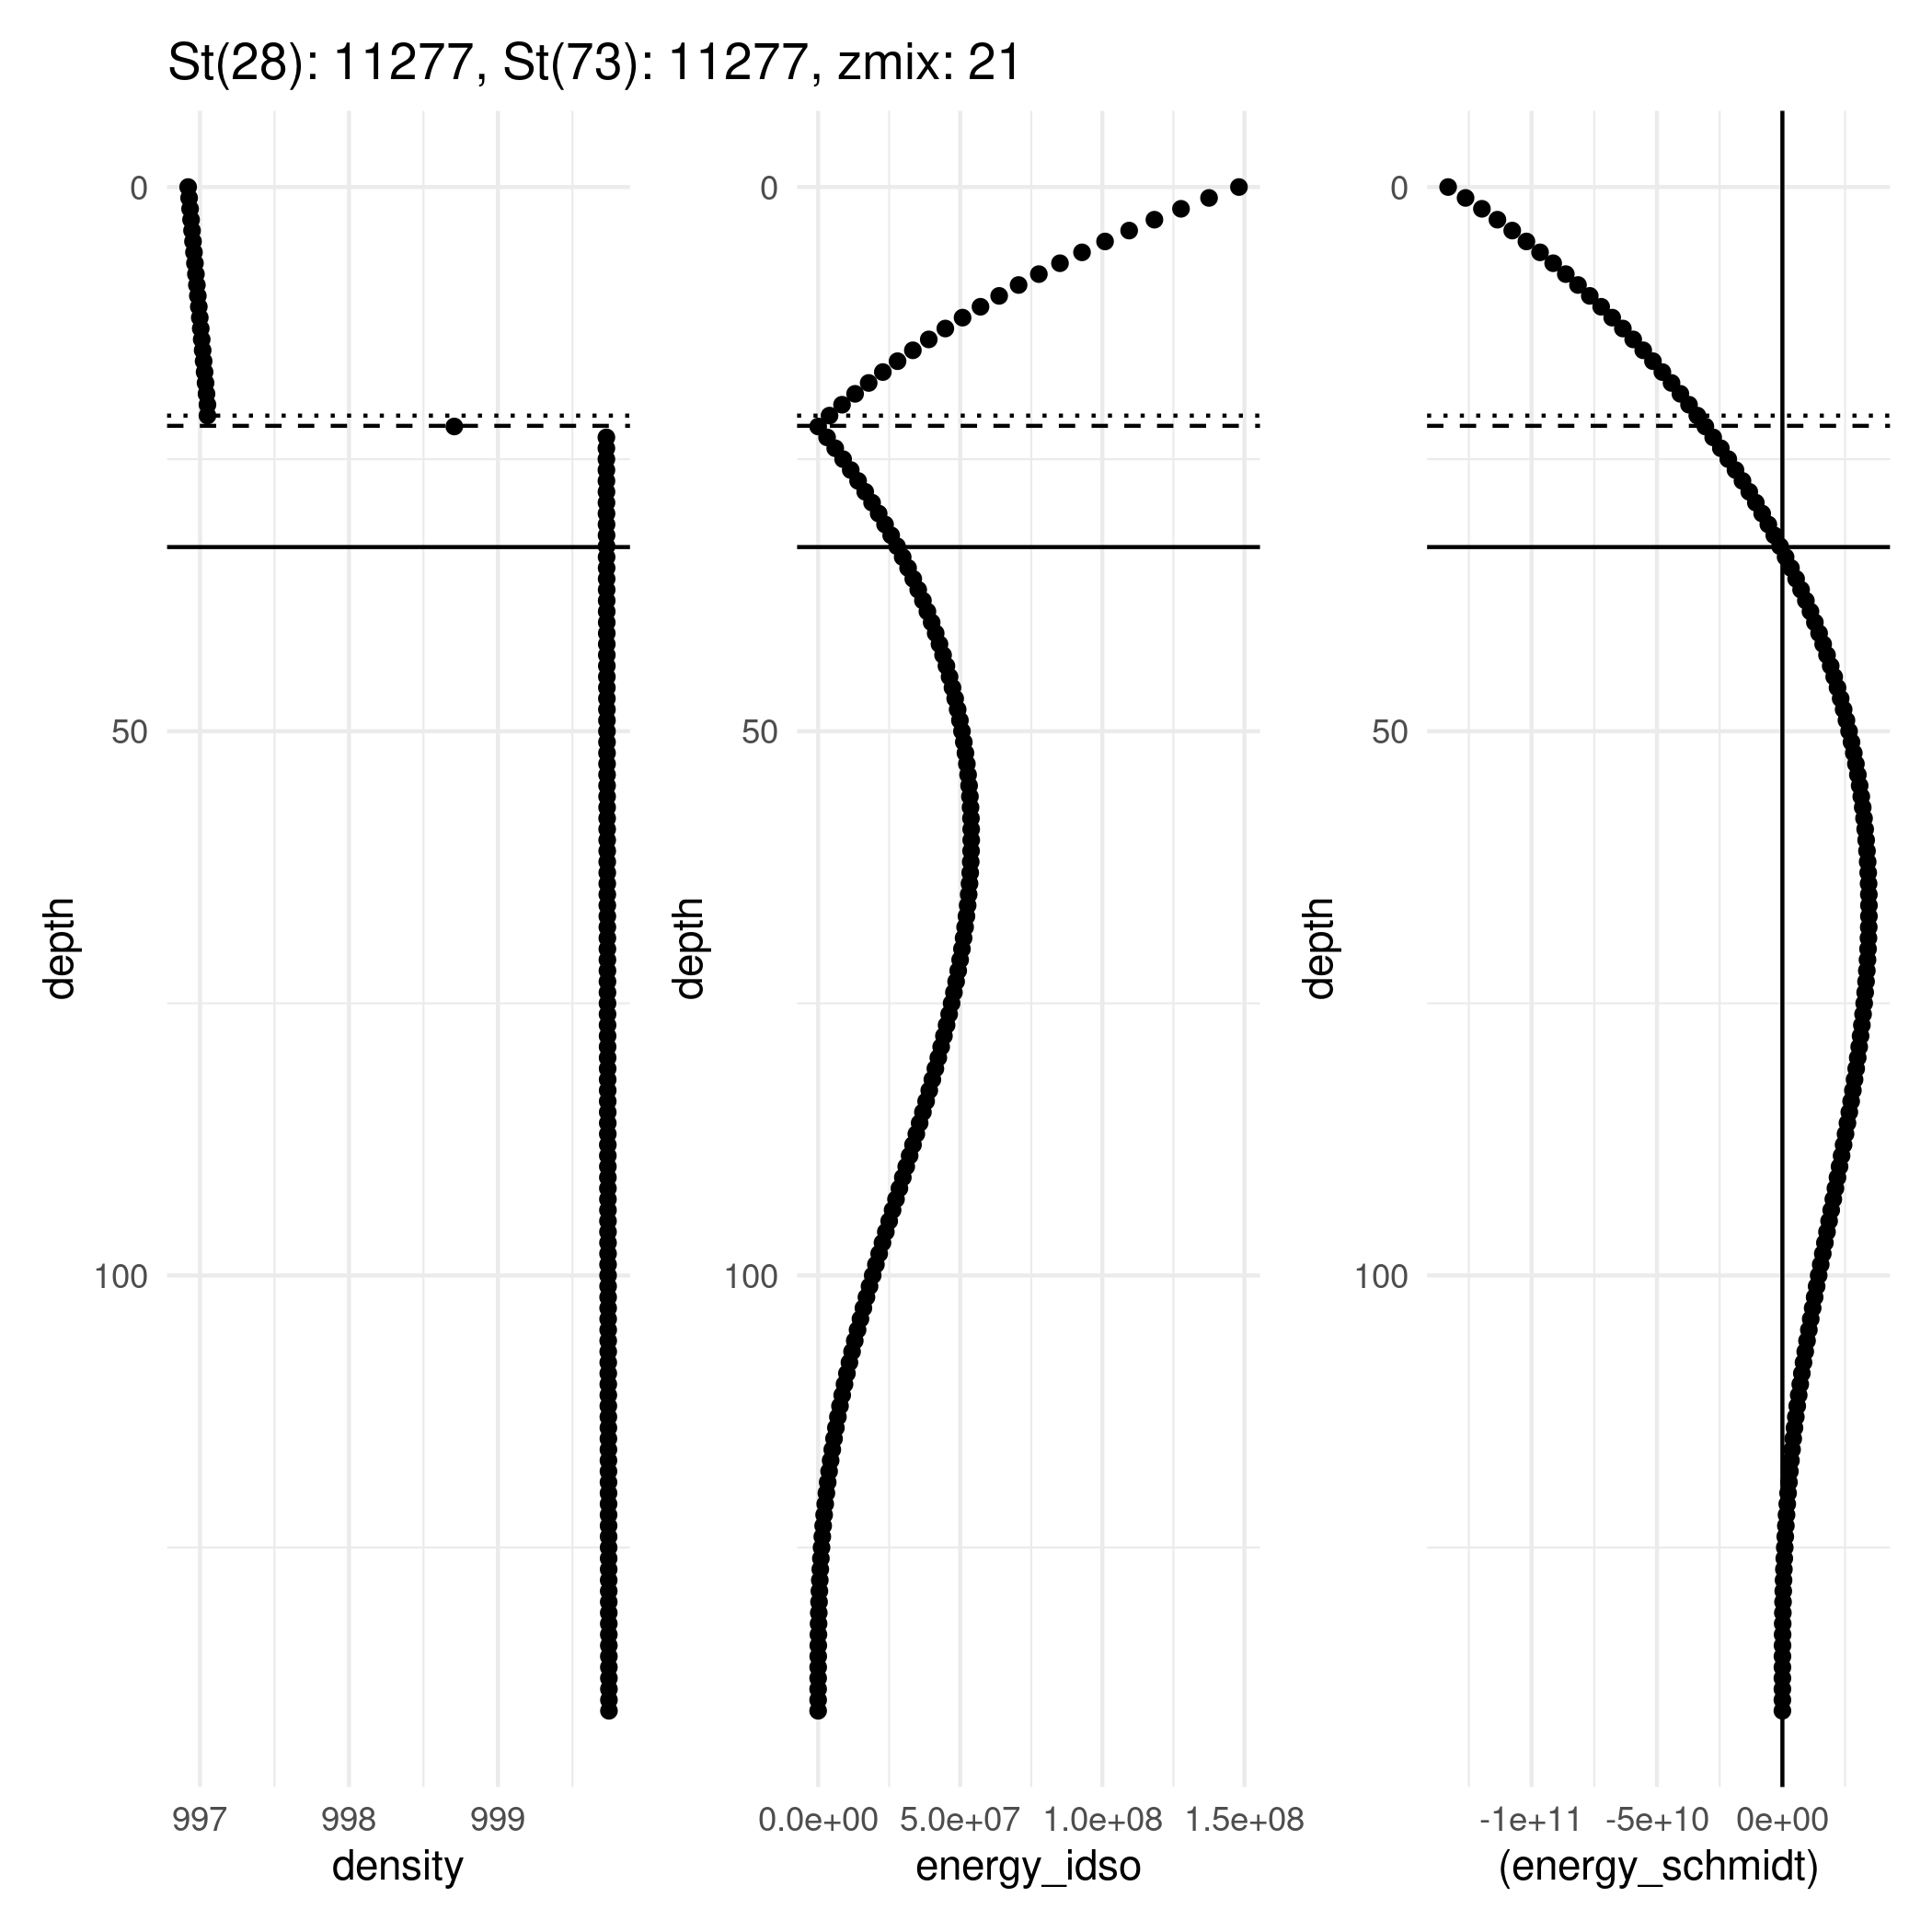 St(28): 11277, St(73): 11277, zmix: 21
0
50
100
depth
997 998 999
density
0
50
100
depth
0.0e+00 5.0e+07 1.0e+08 1.5e+08
energy_idso
0
50
100
depth
-1e+11 -5e+10 0e+00
(energy_schmidt)